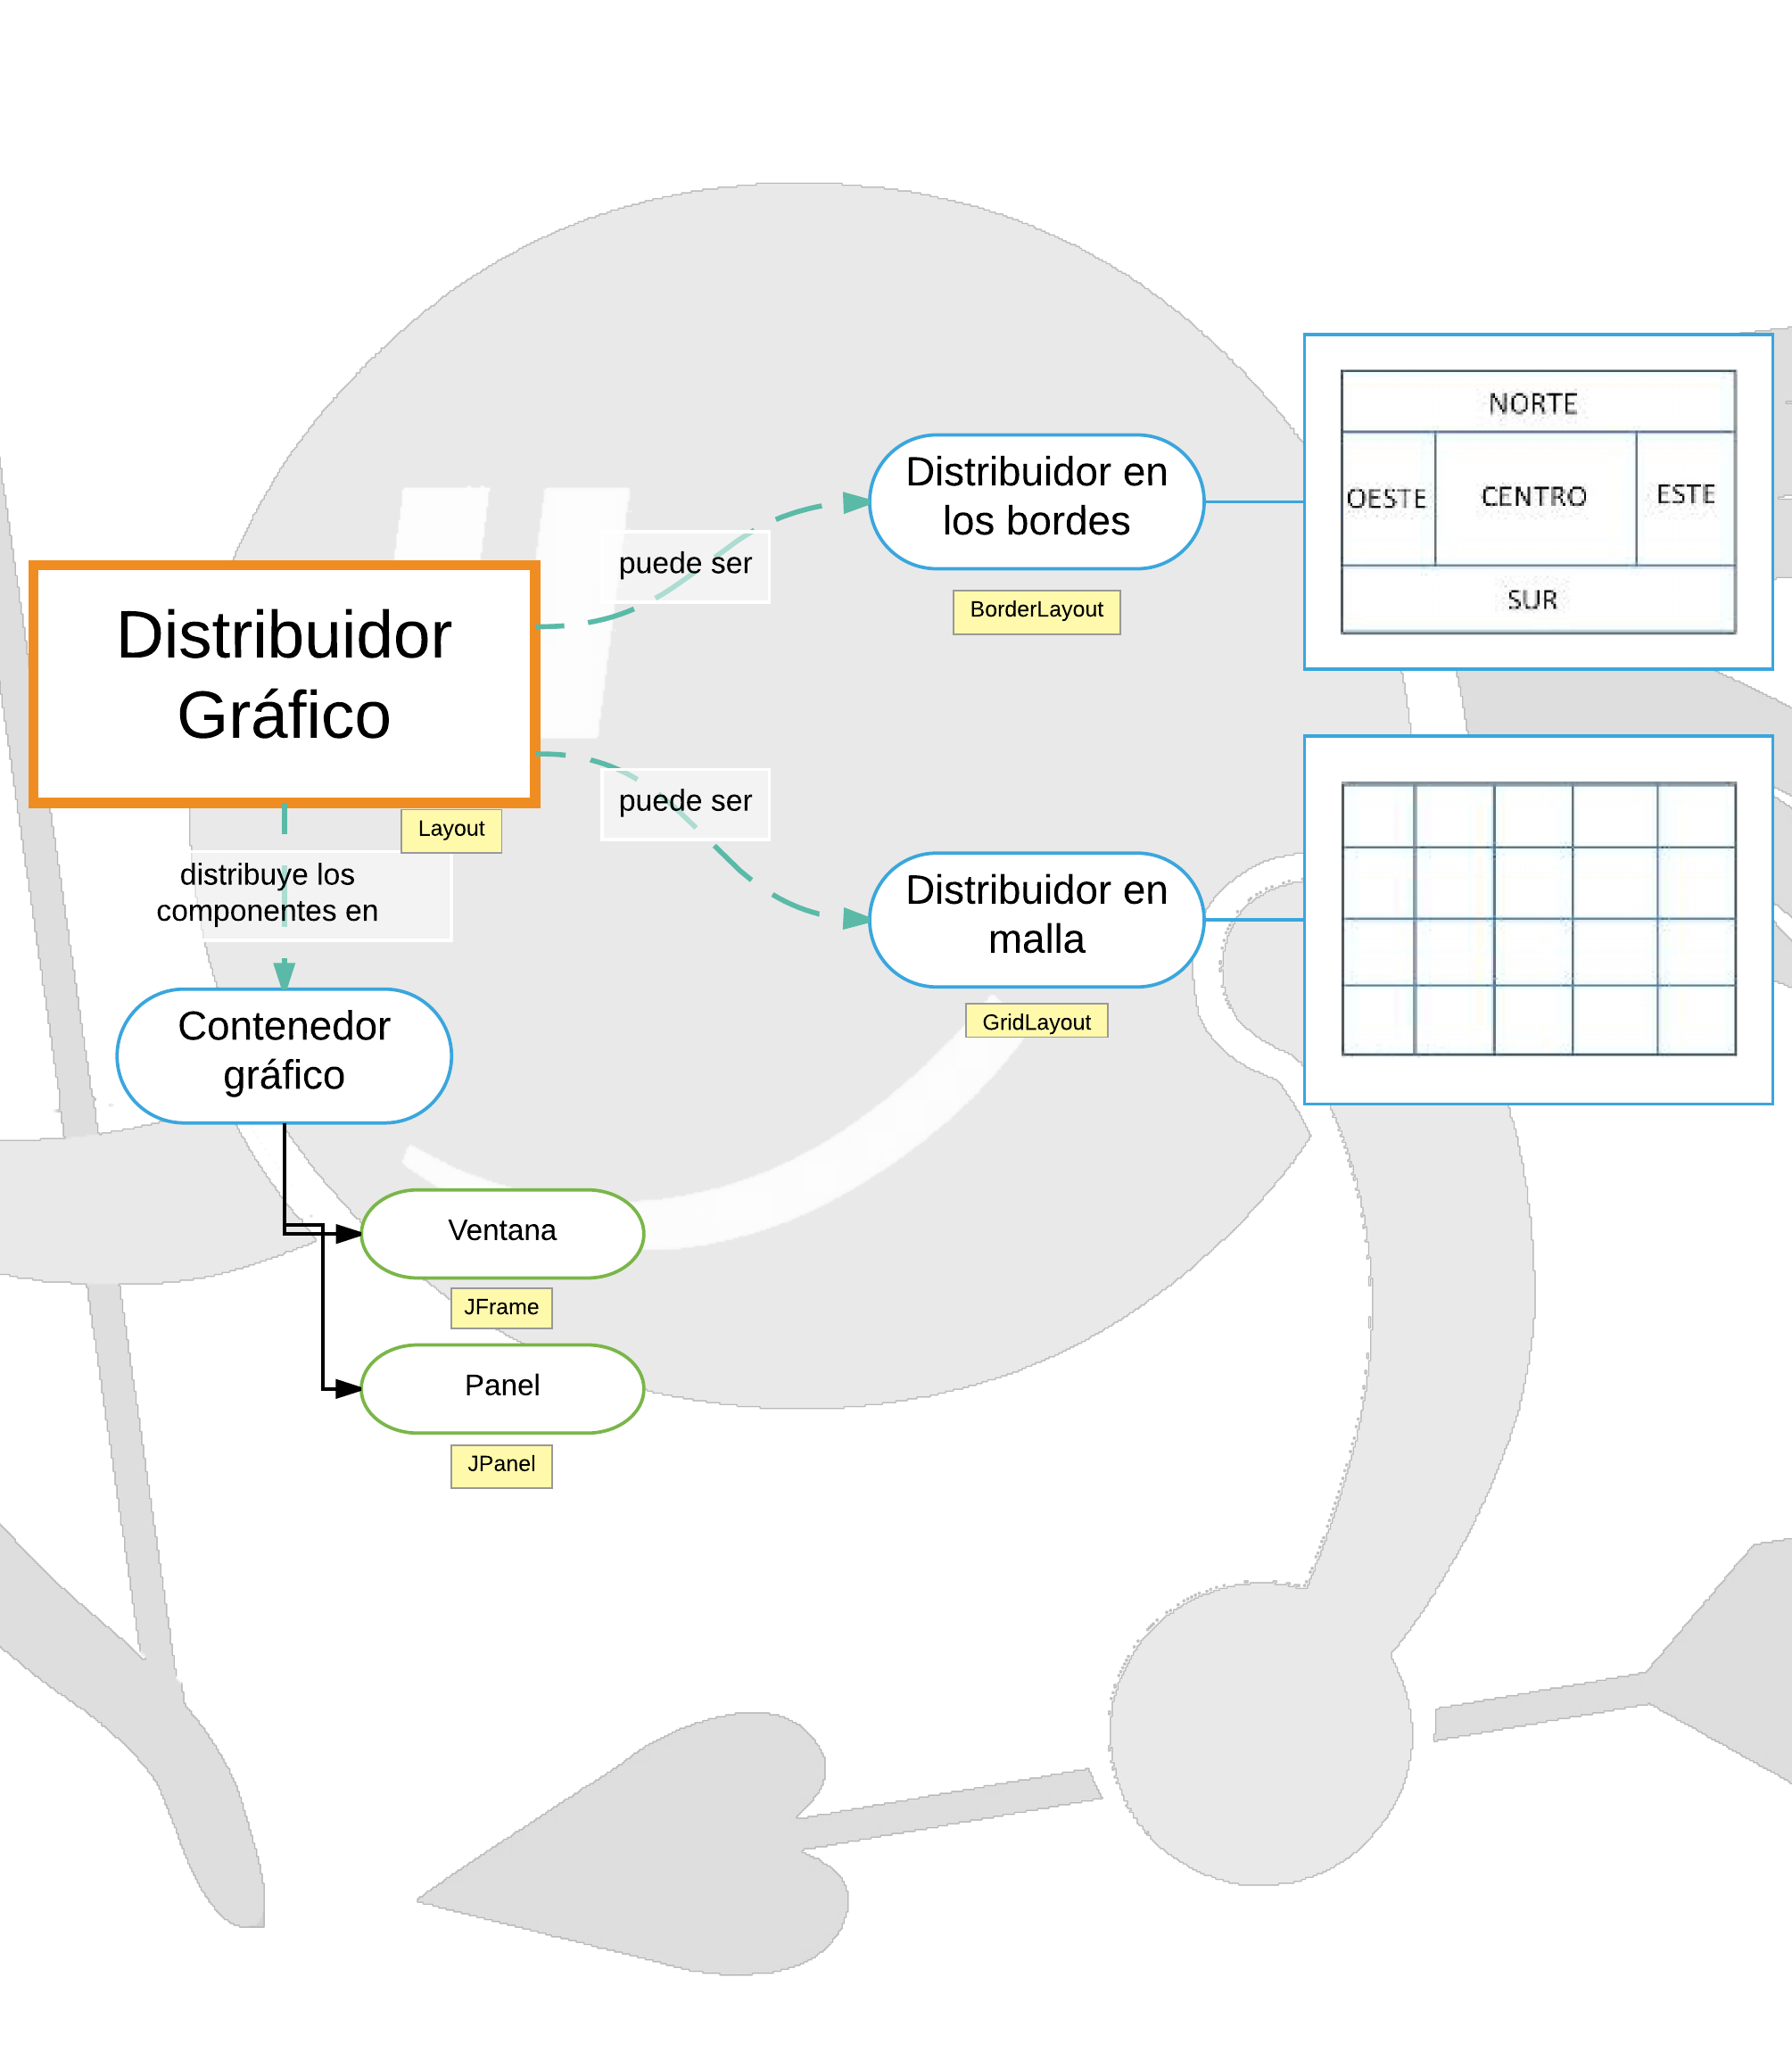 Distribuidor
Gráfico
Layout
puede ser
Distribuidor en
los bordes
BorderLayout
NORTE
OESTE
CENTRO
ESTE
SUR
puede ser
Distribuidor en
malla
GridLayout
distribuye los
componentes en
Contenedor
gráfico
Ventana
JFrame
Panel
JPanel